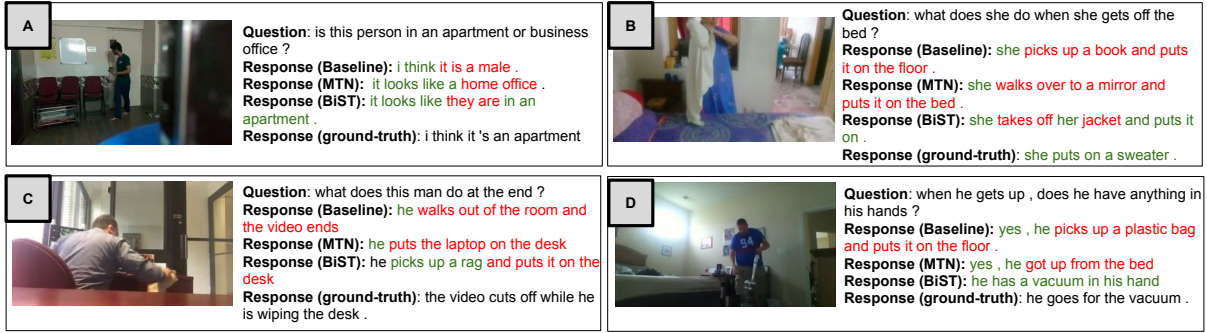 A
Question: is this person in an apartment or business
office ?
Response (Baseline): i think it is a male .
Response (MTN): it looks like a home office .
Response (BiST): it looks like they are in an
apartment .
Response (ground-truth): i think it 's an apartment
B
Question: what does she do when she gets off the
bed ?
Response (Baseline): she picks up a book and puts
it on the floor .
Response (MTN): she walks over to a mirror and
puts it on the bed .
Response (BiST): she takes off her jacket and puts it
on .
Response (ground-truth): she puts on a sweater .
C
Question: what does this man do at the end ?
Response (Baseline): he walks out of the room and
the video ends
Response (MTN): he puts the laptop on the desk
Response (BiST): he picks up a rag and puts it on the
desk
Response (ground-truth): the video cuts off while he
is wiping the desk .
D
94
Question: when he gets up , does he have anything in
his hands ?
Response (Baseline): yes , he picks up a plastic bag
and puts it on the floor .
Response (MTN): yes , he got up from the bed
Response (BiST): he has a vacuum in his hand
Response (ground-truth): he goes for the vacuum .